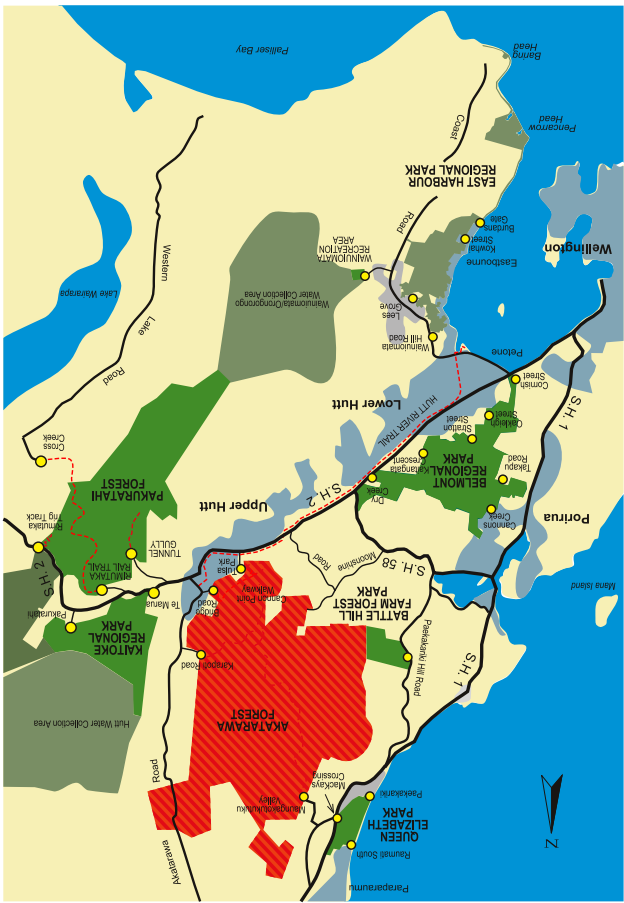 Paraparaumu
Akatarawa
Raumati South
QUEEN
ELIZABETH
PARK
Paekakariki
MacKays
Crossing
Maungakotukutuku
Valley
Road
N
AKATARAWA
FOREST
Hutt Water Collection Area
S.H. 1
Paekakariki Hill Road
Karapoti Road
BATTLE HILL
FARM FOREST
PARK
KAITOKE
REGIONAL
PARK
Pakuratahi
Mana Island
S.H. 58
Moonshine
Road
Cannon Point
Walkway
Tulsa
Park
Bridge
Road
Te Marua
RIMUTAKA
RAIL TRAIL
S.H. 2
TUNNEL
GULLY
Rimutaka
Trig Track
Porirua
Cannons
Creek
Dry
Creek
S.H. 2
Upper Hutt
PAKURATAHI
FOREST
Cross
Creek
Takapu
Road
BELMONT
REGIONAL
PARK
Katangata
Crescent
Stratton
Street
Oakleigh
Street
HUTT RIVER TRAIL
Lower Hutt
S.H. 1
Cornish
Street
Road
Petone
Wainuiomata
Hill Road
Lees
Grove
Lake
Wainuiomata/Orongorongo
Water Collection Area
Lake Wairarapa
Wellington
Eastbourne
Kowhai
Street
Burdans
Gate
WAINUIOMATA
RECREATION
AREA
Western
Road
EAST HARBOUR
REGIONAL PARK
Coast
Pencarrow
Head
Baring
Head
Palliser Bay